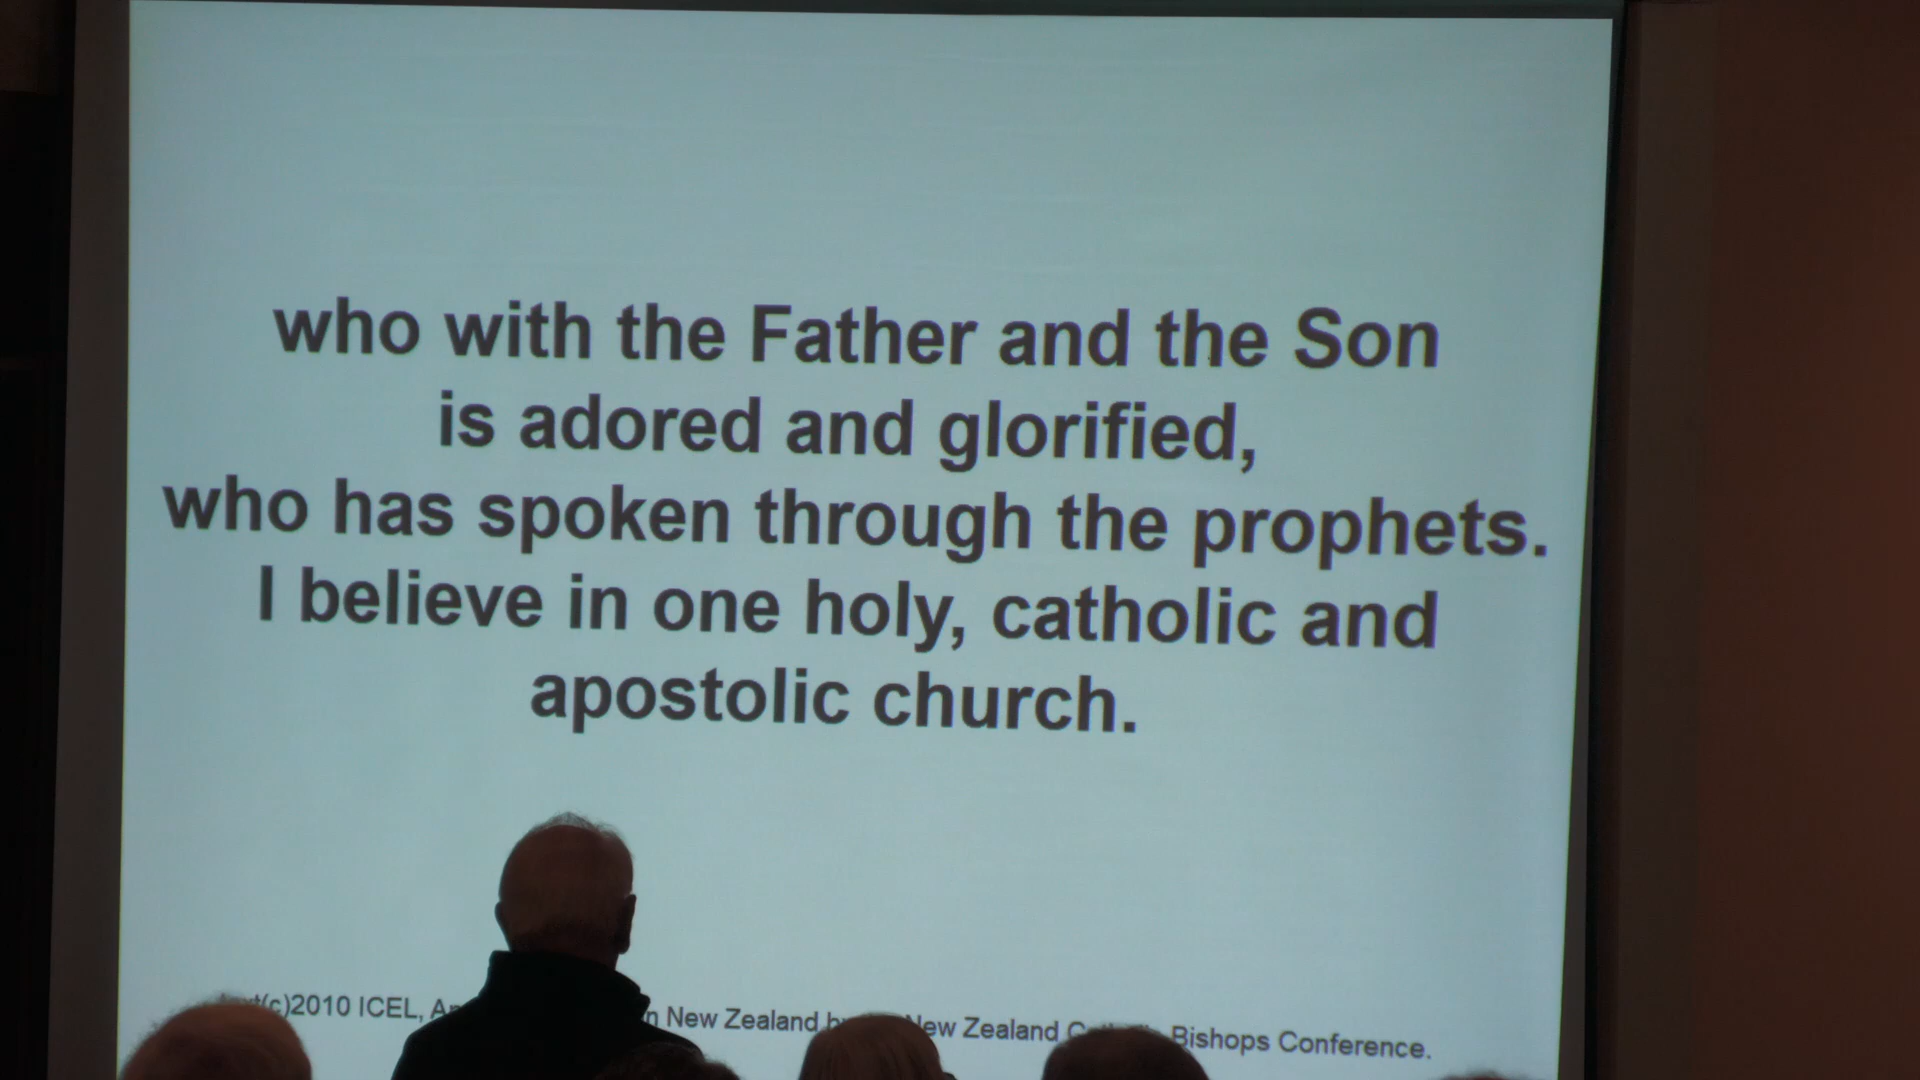 who with the Father and the Son
is adored and glorified,
who has spoken through the prophets.
I believe in one holy, catholic and
apostolic church.
(c)2010 ICEL, New Zealand New Zealand Bishops Conference.